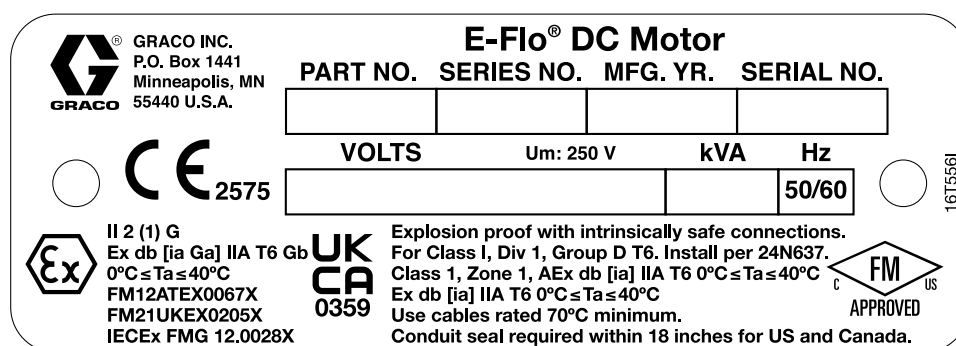 GRACO INC.
P.O. Box 1441
Minneapolis, MN
55440 U.S.A.
®
GRACO
E-Flo® DC Motor
PART NO. SERIES NO. MFG. YR. SERIAL NO.
VOLTS Um: 250 V kVA Hz
50/60
CE 2575
16T556I
II 2 (1) G
Ex db [ia Ga] IIA T6 Gb
0ºC≤Ta≤40ºC
FM12ATEX0067X
FM21UKEX0205X
IECEx FMG 12.0028X
Ex
UK
CA
0359
Explosion proof with intrinsically safe connections.
For Class I, Div 1, Group D T6. Install per 24N637.
Class 1, Zone 1, AEx db [ia] IIA T6 0ºC≤Ta≤40ºC
Ex db [ia] IIA T6 0ºC≤Ta≤40ºC
Use cables rated 70ºC minimum.
Conduit seal required within 18 inches for US and Canada.
C FM US
APPROVED